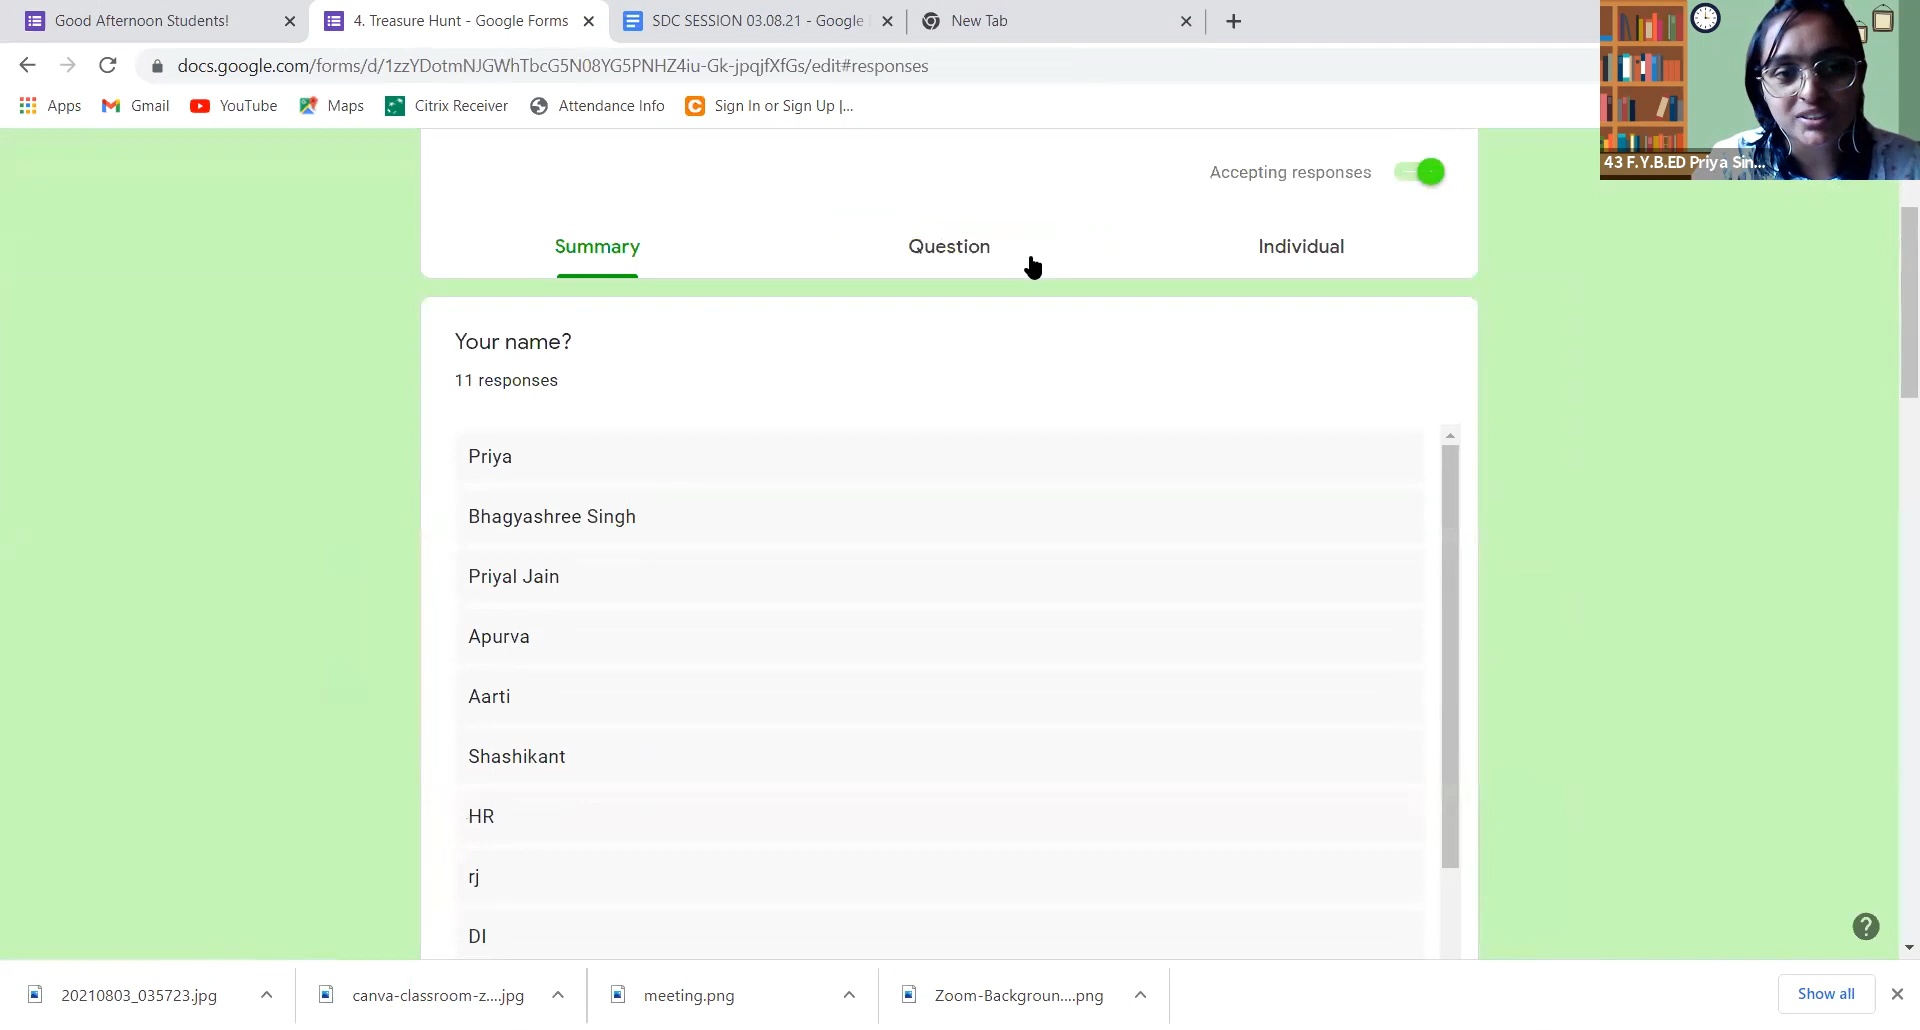 Good Afternoon Students!
4. Treasure Hunt - Google Forms
SDC SESSION 03.08.21 - Google
New Tab
docs.google.com/forms/d/1zzYDotmNJGWhTbcG5N08YG5PNHZ4iu-Gk-jpqjfXfGs/edit#responses
Apps
Gmail
YouTube
Maps
Citrix Receiver
Attendance Info
Sign In or Sign Up |...
43 F.Y.B.ED Priya Sin...
Accepting responses
Summary
Question
Individual
Your name?
11 responses
Priya
Bhagyashree Singh
Priyal Jain
Apurva
Aarti
Shashikant
HR
rj
DI
20210803_035723.jpg
canva-classroom-z....jpg
meeting.png
Zoom-Backgroun....png
Show all